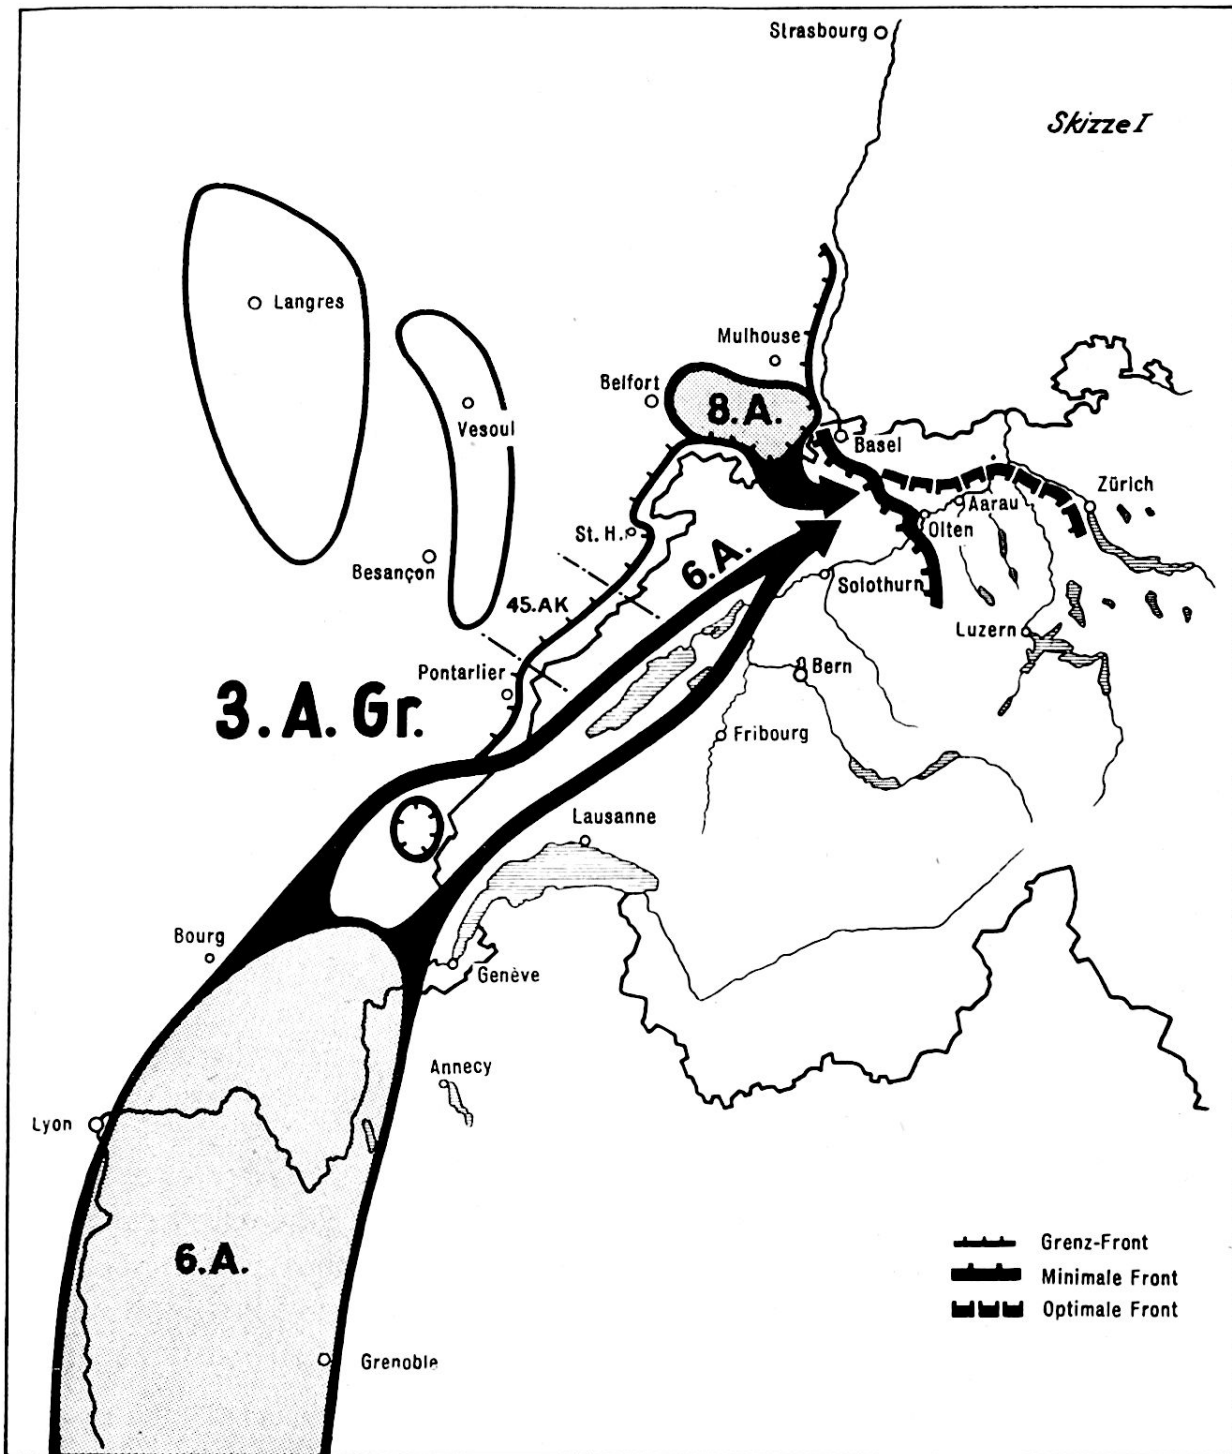 Strasbourg
Skizze I
Langres
Mulhouse
Belfort
8. A.
Vesoul
Basel
Zürich
Aarau
Olten
St. H.
6. A.
Besançon
Solothurn
45. AK
Luzern
Pontarlier
Bern
3. A. Gr.
Fribourg
Lausanne
Bourg
Genève
Annecy
Lyon
6. A.
Grenoble
Grenz-Front
Minimale Front
Optimale Front